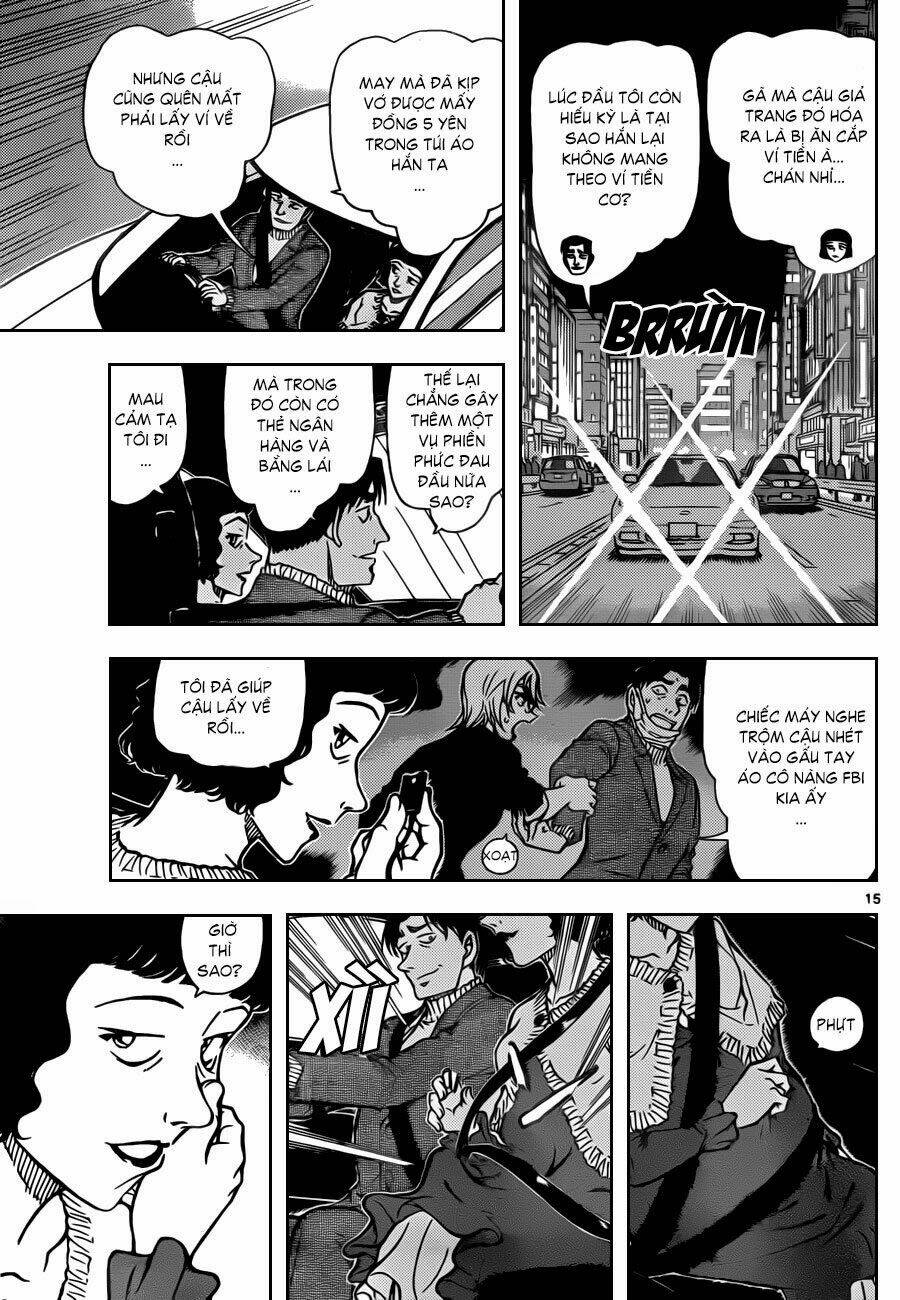 GÃ MÀ CẬU GIẢ
TRANG ĐÓ HÓA
RA LÀ BỊ ĂN CẮP
VÍ TIỀN À...
CHÁN NHỈ...
LÚC ĐẦU TÔI CÒN
HIẾU KỲ LÀ TẠI
SAO HẮN LẠI
KHÔNG MANG
THEO VÍ TIỀN
CƠ?
BRRÙM
MAY MÀ ĐÃ KỊP
VỚ ĐƯỢC MẤY
ĐỒNG 5 YÊN
TRONG TÚI ÁO
HẮN TA
...
NHƯNG CẬU
CŨNG QUÊN MẤT
PHẢI LẤY VÍ VỀ
RỒI
...
THẾ LẠI
CHẲNG GÂY
THÊM MỘT
VỤ PHIỀN
PHỨC ĐAU
ĐẦU NỮA
SAO?
MÀ TRONG
ĐÓ CÒN CÓ
THẺ NGÂN
HÀNG VÀ
BẰNG LÁI
...
MAU
CẢM TẠ
TÔI ĐI
...
CHIẾC MÁY NGHE
TRỘM CẬU NHÉT
VÀO GẤU TAY
ÁO CÔ NÀNG FBI
KIA ẤY
...
XOẠT
TÔI ĐÃ GIÚP
CẬU LẤY VỀ
RỒI...
15
PHỰT
XÌÌ
GIỜ
THÌ
SAO?